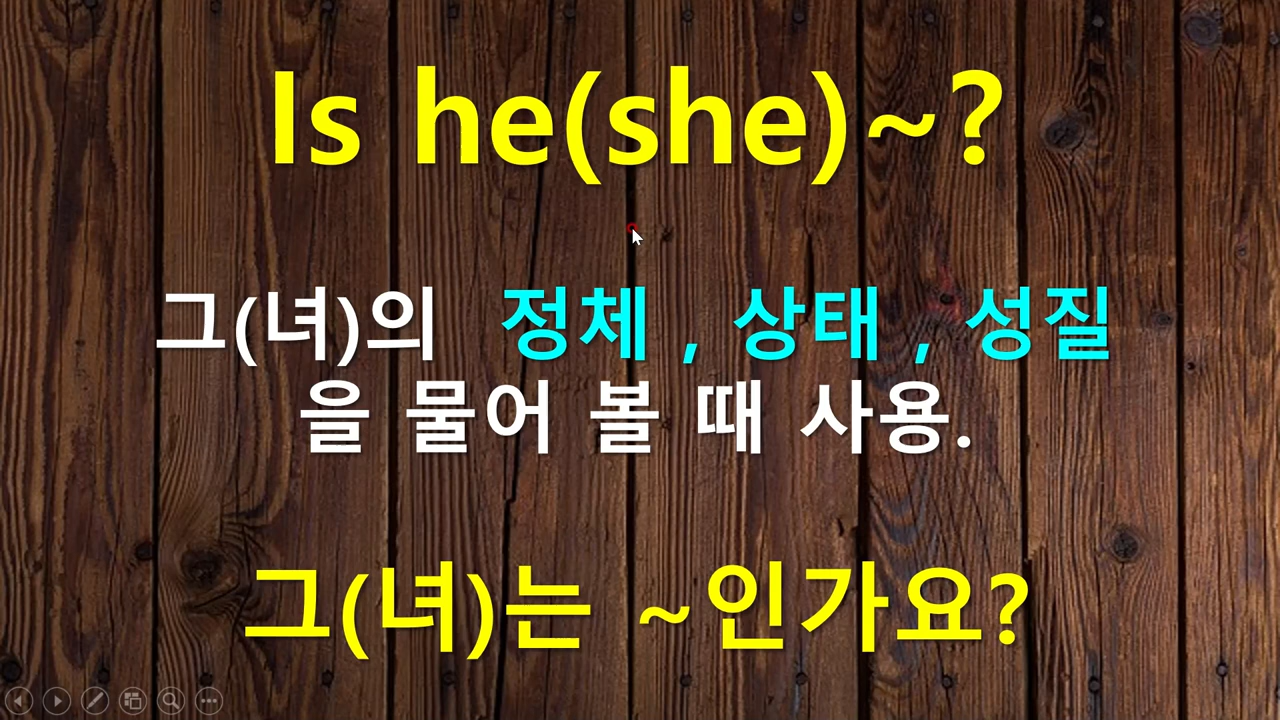 Is he(she)~?
그(녀)의 정체 , 상태 , 성질
을 물어 볼 때 사용.
그(녀)는 ~인가요?